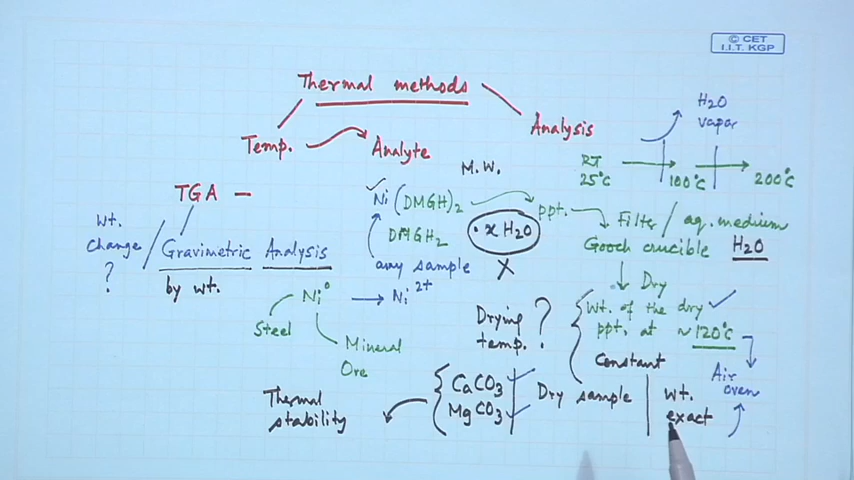 © CET
I.I.T. KGP
Thermal methods
Temp.
Analyte
Analysis
H2O
vapar
RT
25°C
100°C
200°C
M.W.
TGA —
wt.
change
?
Gravimetric Analysis
by wt.
Ni(DMGH)2
DMGH2
any sample
ppt.
• x H2O
X
Filter / aq. medium
Gooch crucible H2O
Dry
Wt. of the dry
ppt. at ~120°C
Constant
Air
oven
Ni° → Ni2+
Steel
Mineral
Ore
Drying
temp. ?
Thermal
stability
CaCO3
MgCO3
Dry sample
wt.
exact